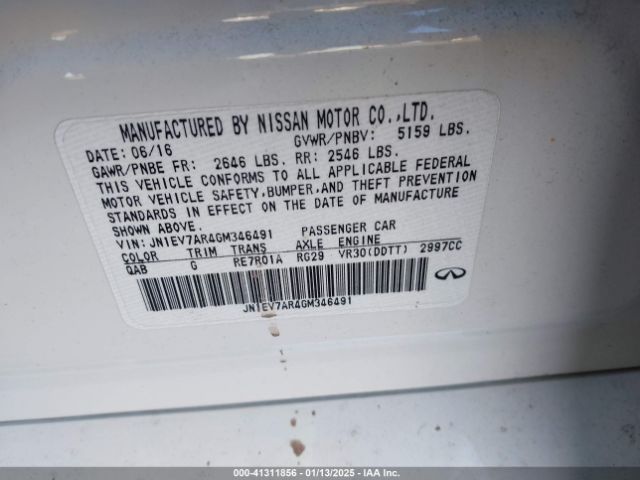 MANUFACTURED BY NISSAN MOTOR CO.,LTD.
DATE: 06/16 GVWR/PNBV: 5159 LBS.
GAWR/PNBE FR: 2646 LBS. RR: 2546 LBS.
THIS VEHICLE CONFORMS TO ALL APPLICABLE FEDERAL
MOTOR VEHICLE SAFETY,BUMPER,AND THEFT PREVENTION
STANDARDS IN EFFECT ON THE DATE OF MANUFACTURE
SHOWN ABOVE.
VIN: JN1EV7AR4GM346491 PASSENGER CAR
COLOR TRIM TRANS AXLE ENGINE
QAB G RE7R01A RG29 VR30(DDTT) 2997CC
JN1EV7AR4GM346491
INFINITI
000-41311856 - 01/13/2025 - IAA Inc.